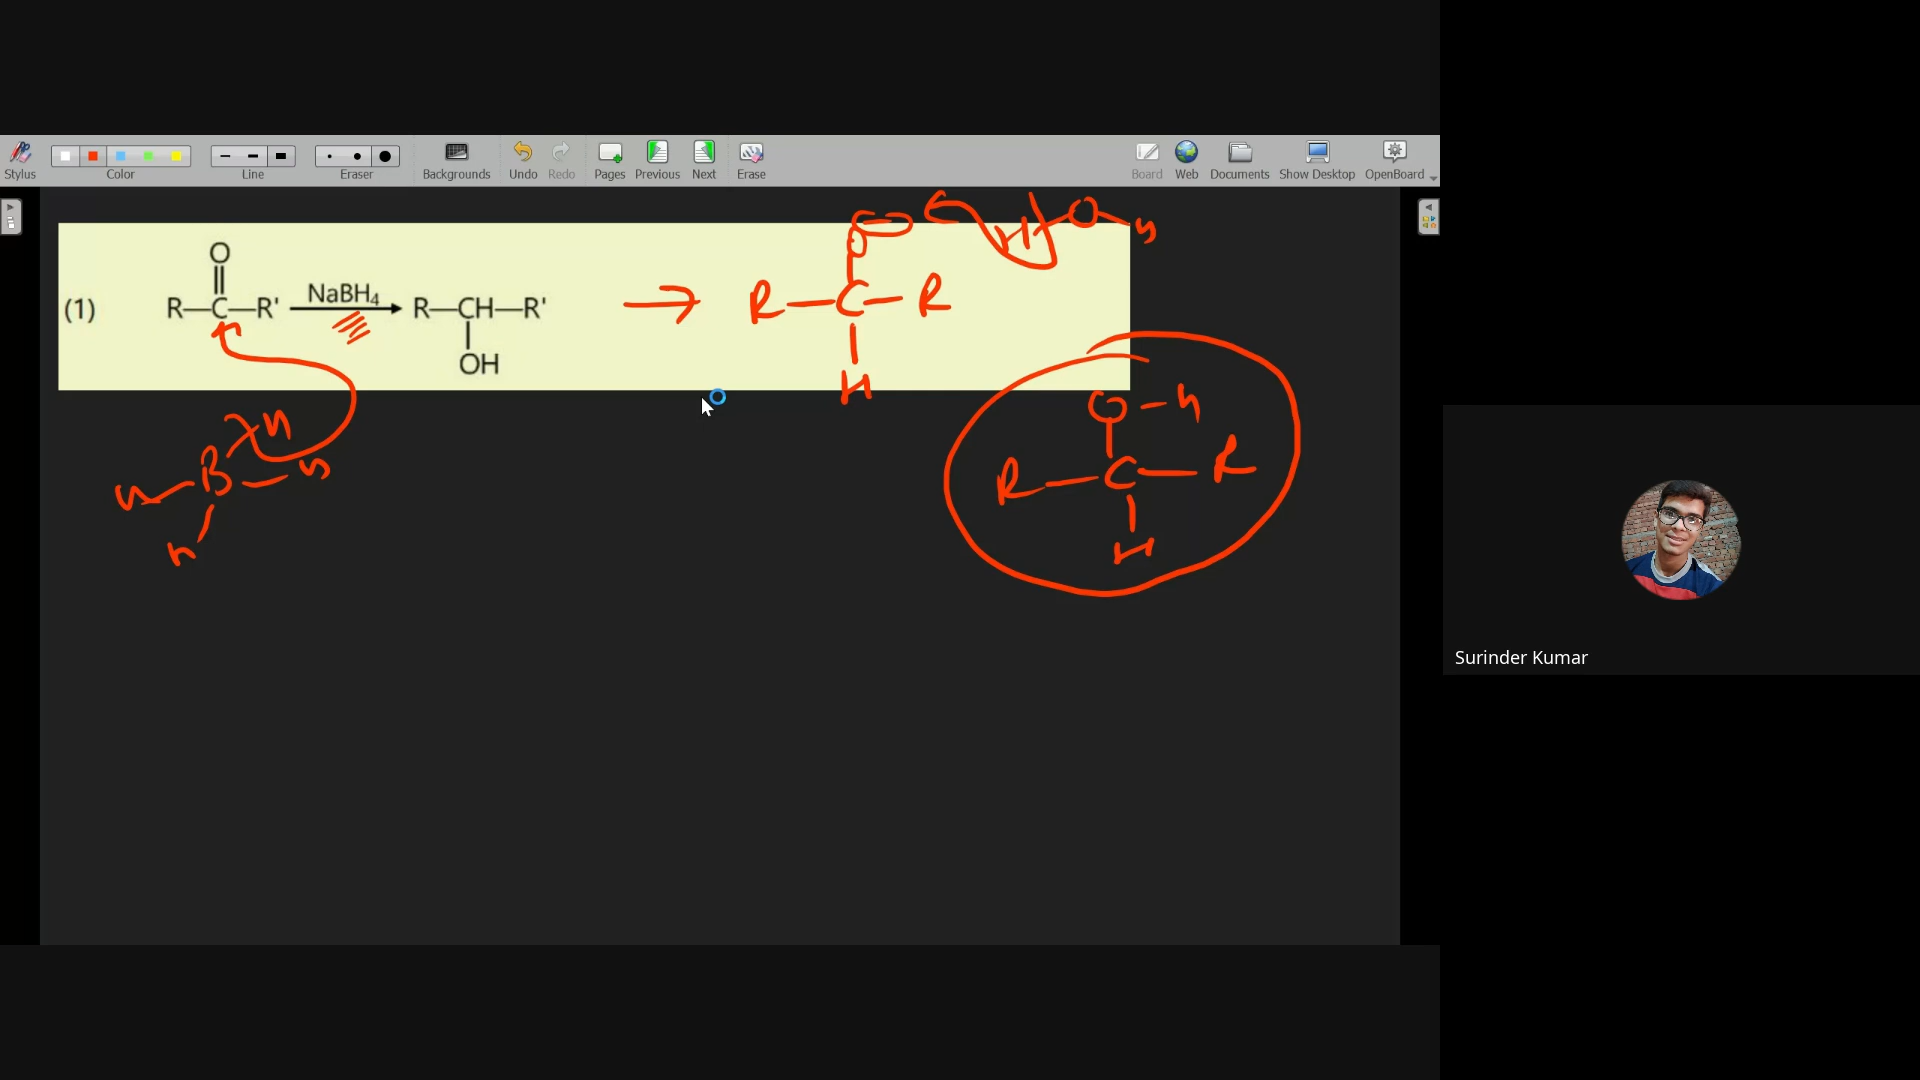 Stylus Color Line Eraser Backgrounds Undo Redo Pages Previous Next Erase Board Web Documents Show Desktop OpenBoard
H O H
O
O
(1) R—C—R' NaBH4 R—CH—R' → R—C—R
OH H
O—H
H
H B H R—C—R
H
H
Surinder Kumar